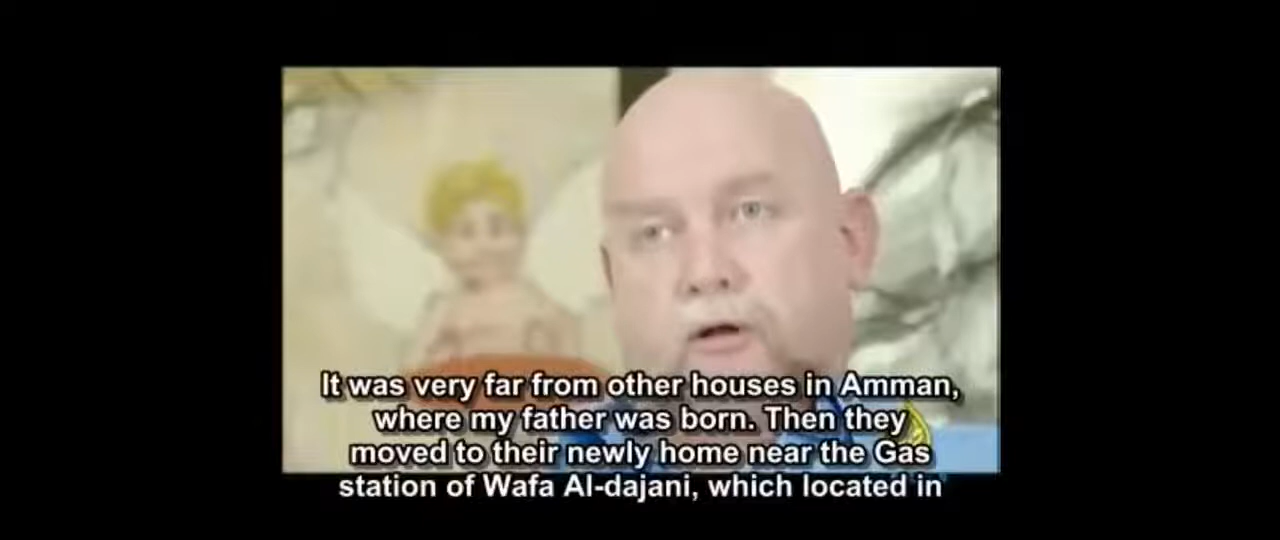 It was very far from other houses in Amman,
where my father was born. Then they
moved to their newly home near the Gas
station of Wafa Al-dajani, which located in